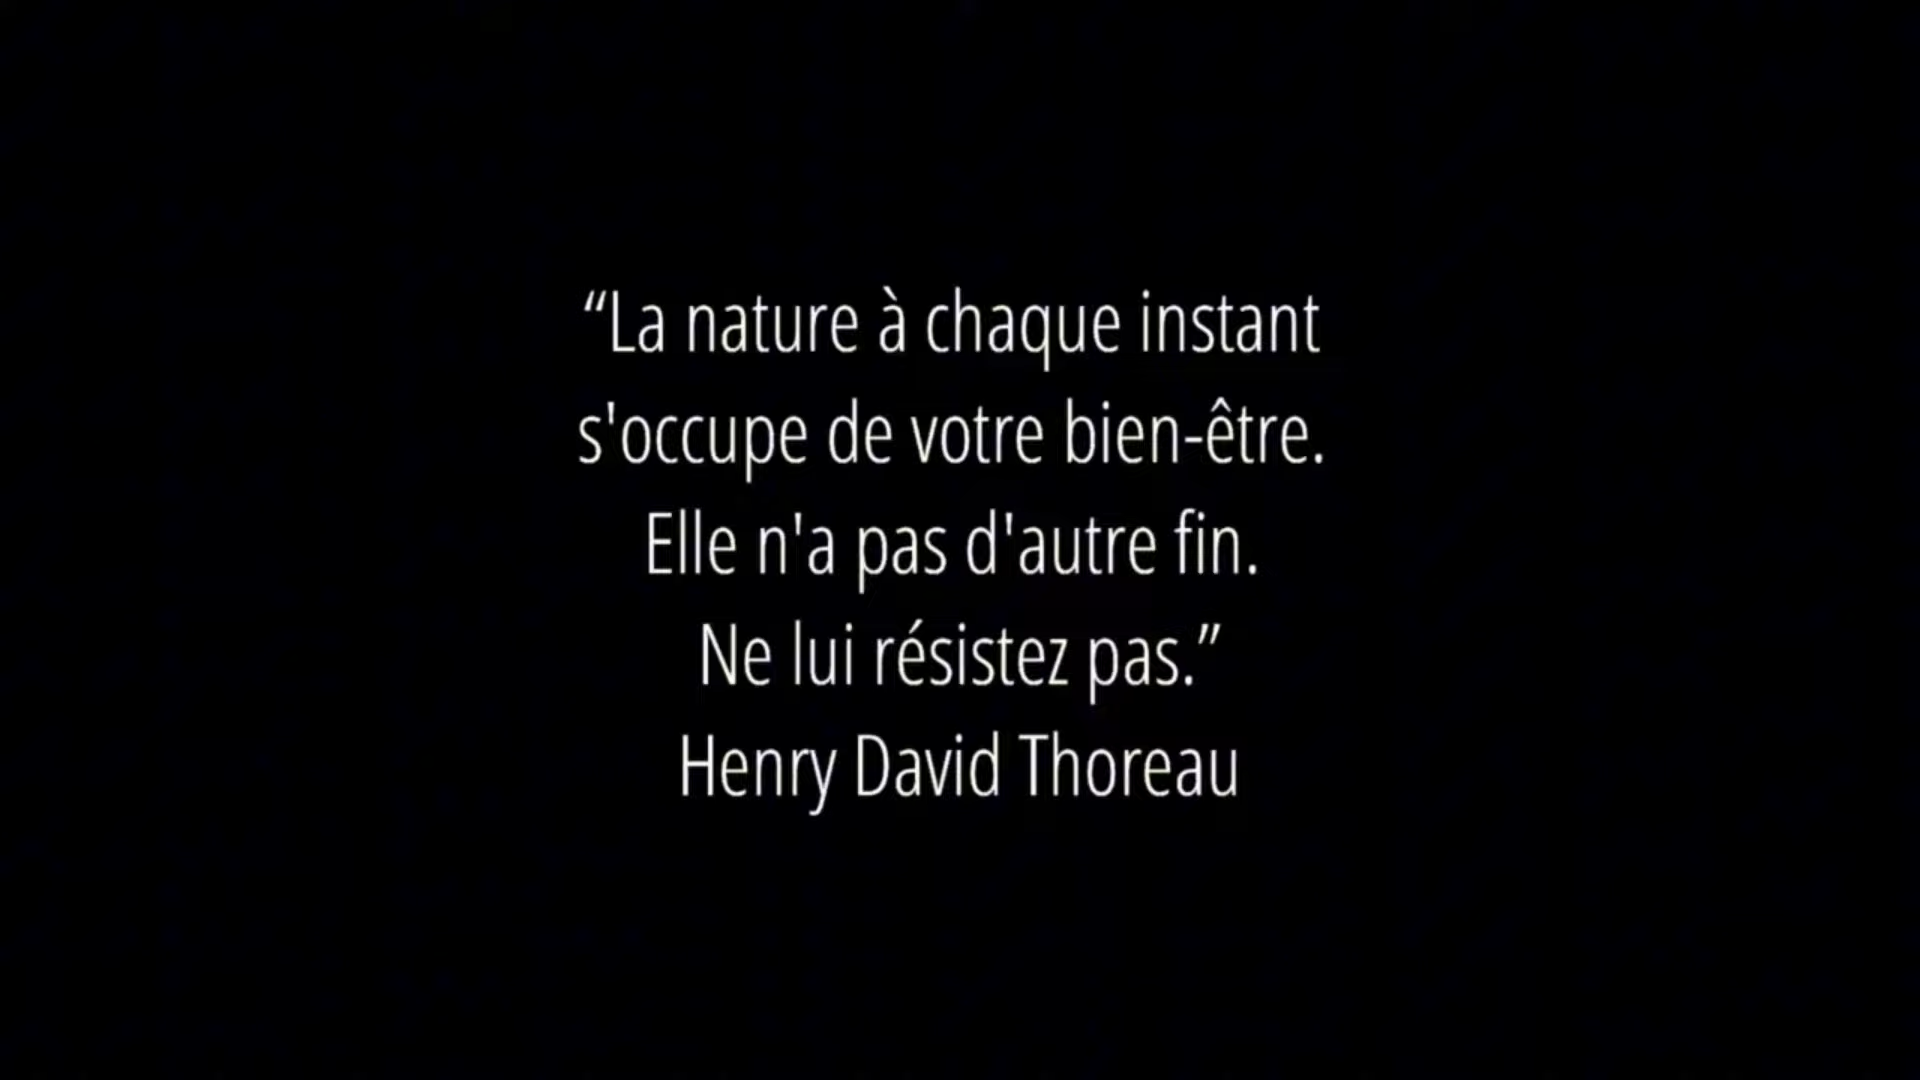 “La nature à chaque instant
s'occupe de votre bien-être.
Elle n'a pas d'autre fin.
Ne lui résistez pas.”
Henry David Thoreau